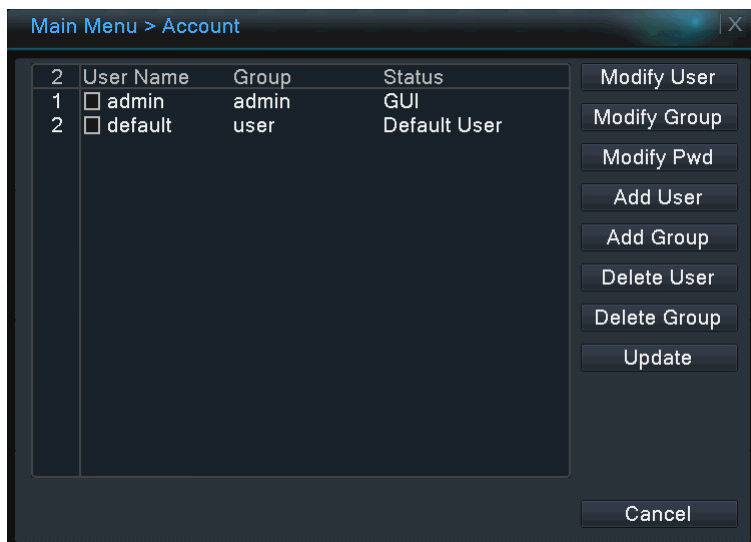 Main Menu > Account
X
2 User Name Group Status
1 admin admin GUI
2 default user Default User
Modify User
Modify Group
Modify Pwd
Add User
Add Group
Delete User
Delete Group
Update
Cancel